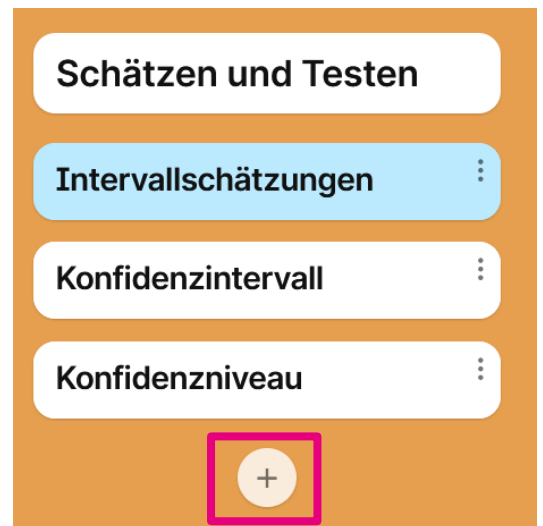 Schätzen und Testen
Intervallschätzungen
Konfidenzintervall
Konfidenzniveau
+